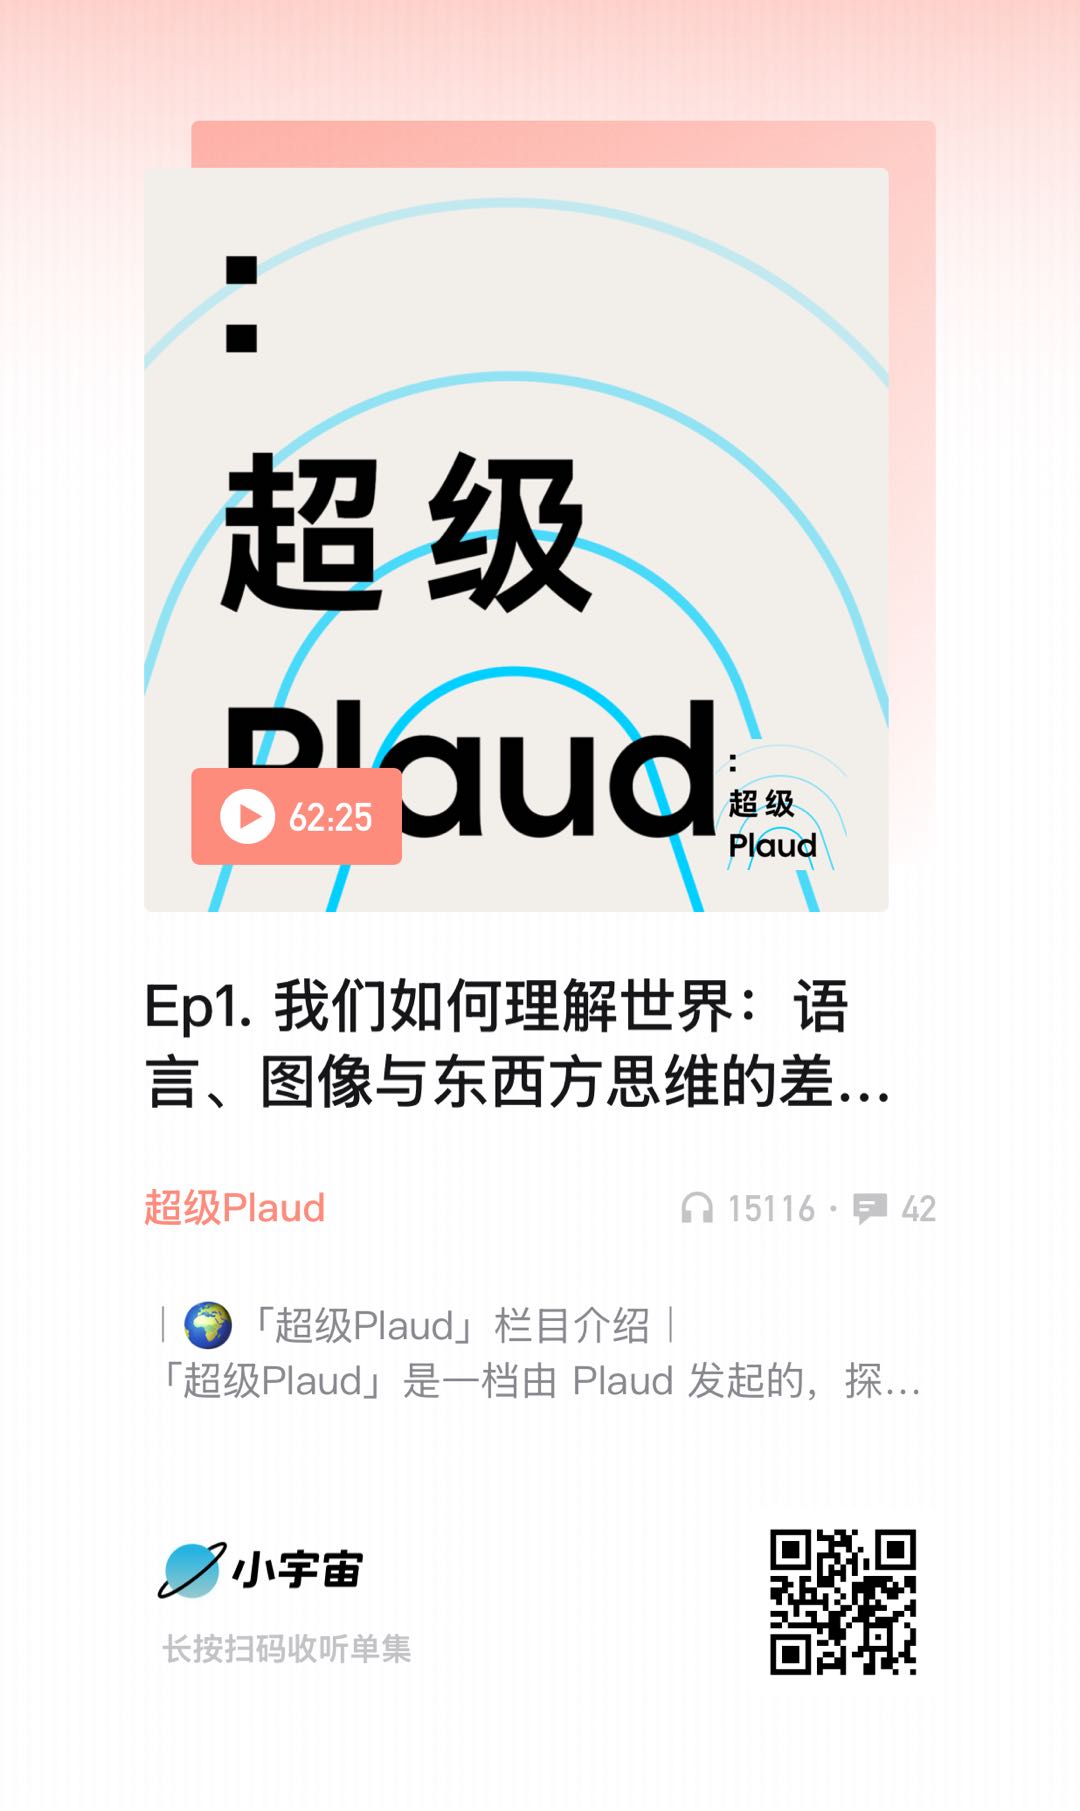 :
超级
Plaud
:
超级
Plaud
62:25
Ep1. 我们如何理解世界：语
言、图像与东西方思维的差...
超级Plaud
15116 · 42
｜🌍「超级Plaud」栏目介绍｜
「超级Plaud」是一档由 Plaud 发起的，探...
小宇宙
长按扫码收听单集